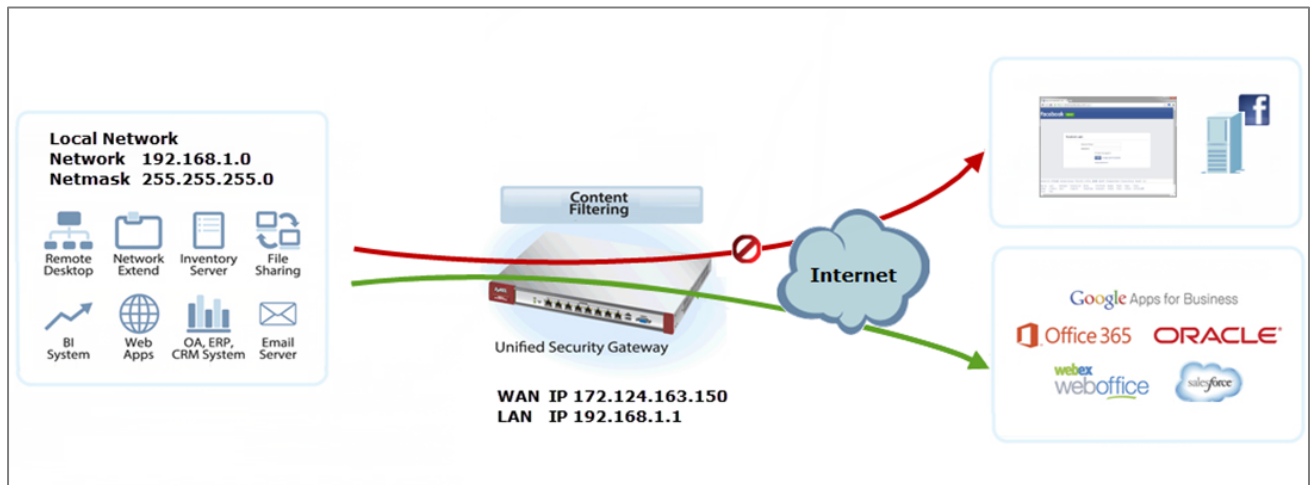 Local Network
Network 192.168.1.0
Netmask 255.255.255.0
Remote
Desktop
Network
Extend
Inventory
Server
File
Sharing
BI
System
Web
Apps
OA, ERP,
CRM System
Email
Server
Content
Filtering
ZyXEL
Unified Security Gateway
WAN IP 172.124.163.150
LAN IP 192.168.1.1
Internet
facebook
f
Google Apps for Business
Office 365
ORACLE
webex
weboffice
salesforce